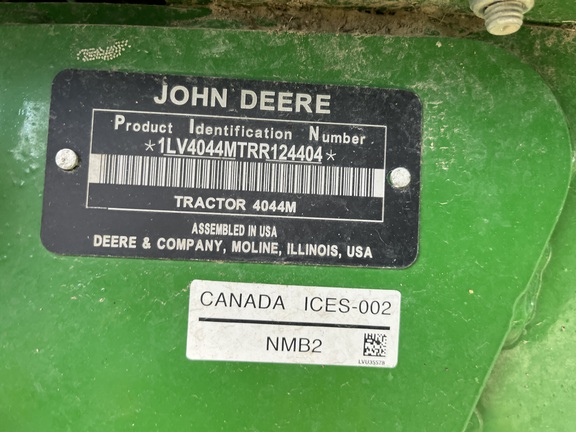 JOHN DEERE
Product Identification Number
*1LV4044MTRR124404*
TRACTOR 4044M
ASSEMBLED IN USA
DEERE & COMPANY, MOLINE, ILLINOIS, USA
CANADA ICES-002
NMB2
LVU35528